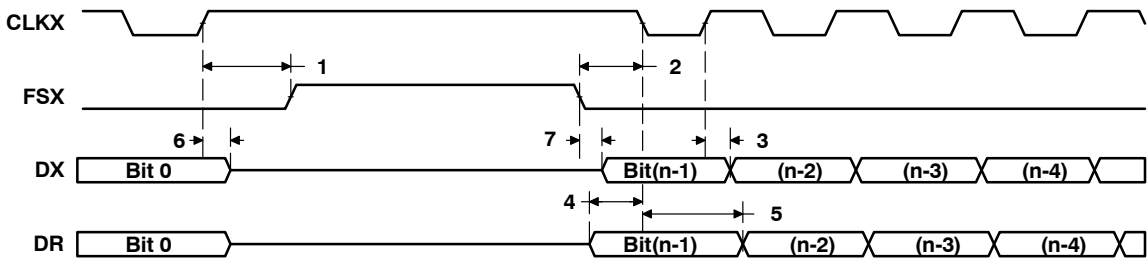 CLKX
1 2
FSX
6 7 3
DX Bit 0 Bit(n-1) (n-2) (n-3) (n-4)
4 5
DR Bit 0 Bit(n-1) (n-2) (n-3) (n-4)